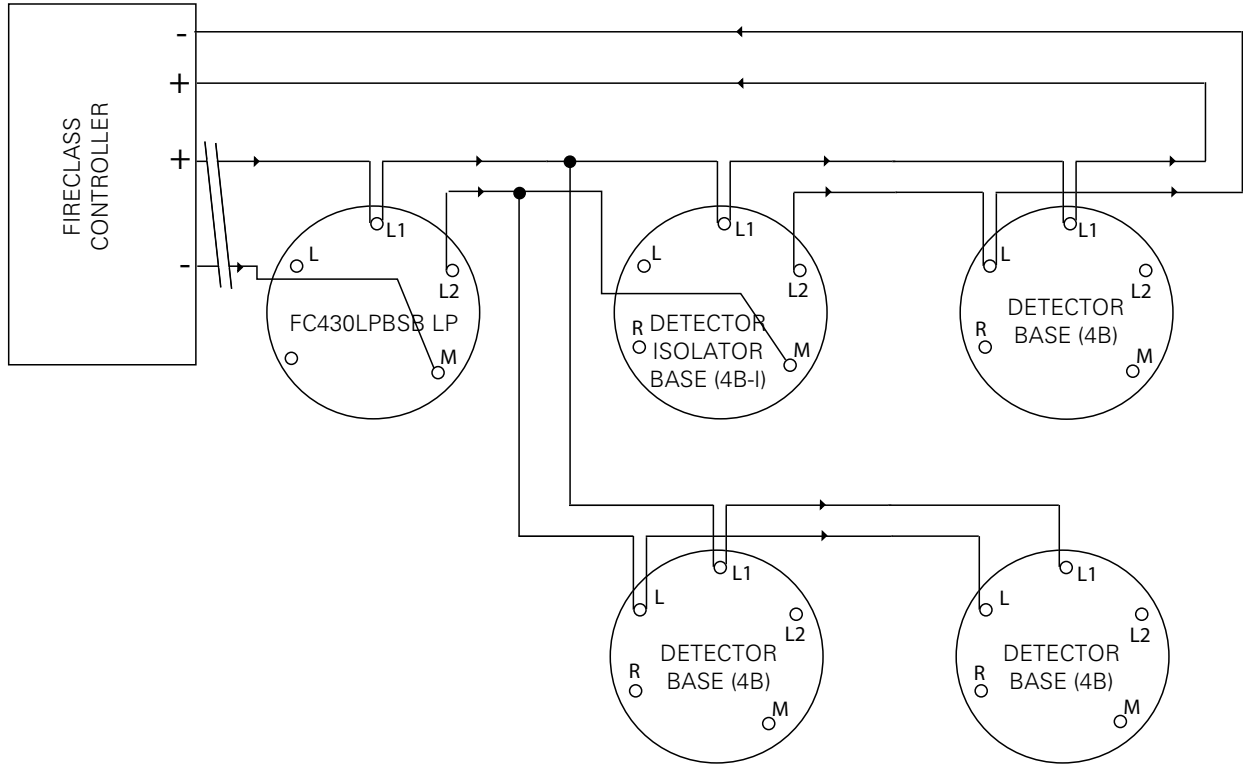 FIRECLASS
CONTROLLER
-
+
+
-
L1
L
L2
FC430LPBSB LP
M
L1
L
L2
R
DETECTOR
ISOLATOR
BASE (4B-I)
M
L1
L
L2
DETECTOR
BASE (4B)
R
M
L1
L
L2
DETECTOR
BASE (4B)
R
M
L1
L
L2
DETECTOR
BASE (4B)
R
M